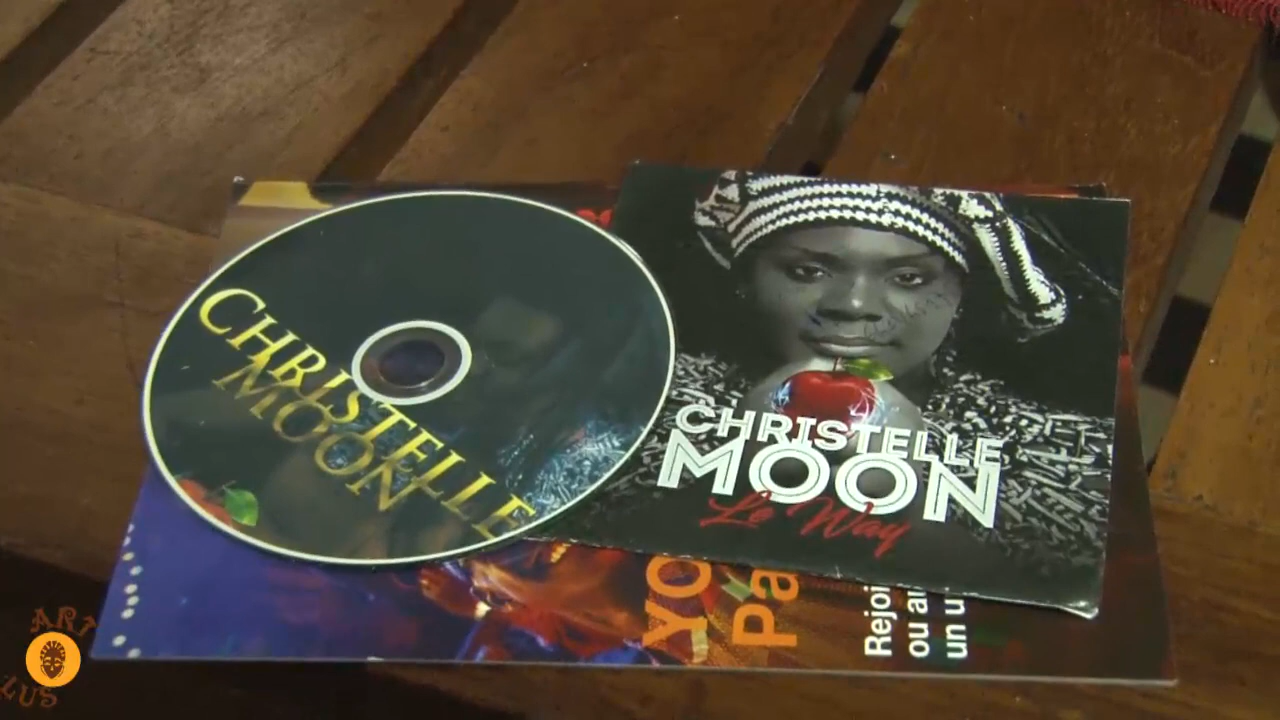 CHRISTELLE
MOON
CHRISTELLE
MOON
Le Way
YO
Pa
Rejoi
ou au
un u
ART
LUS